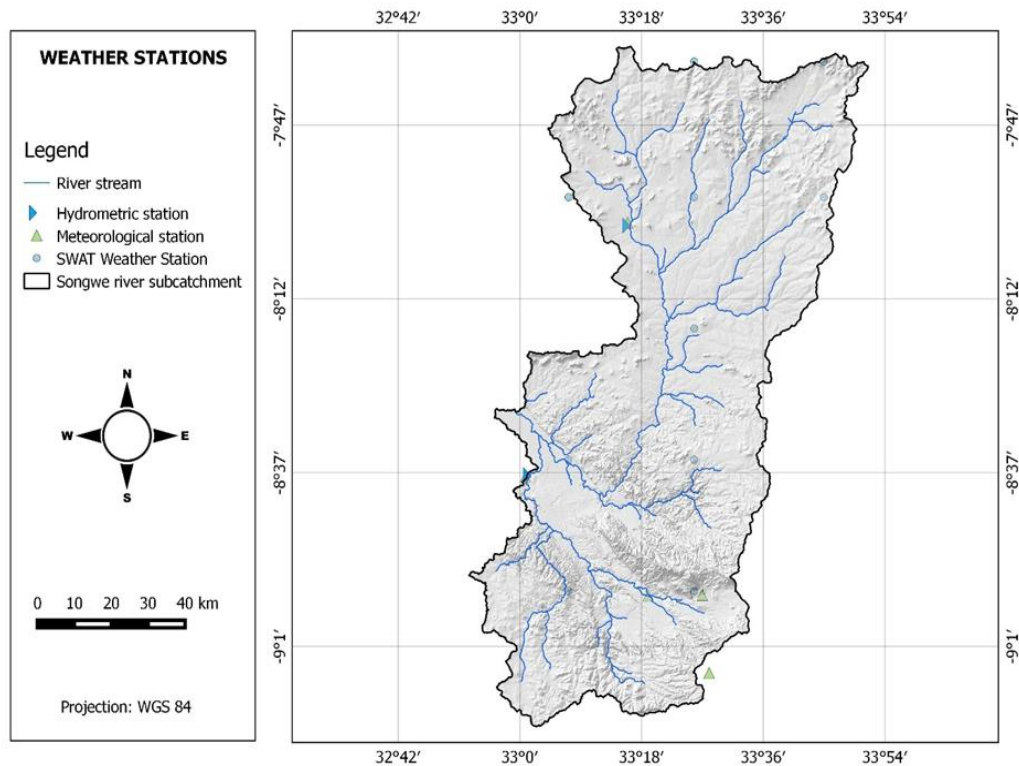 WEATHER STATIONS
Legend
River stream
Hydrometric station
Meteorological station
SWAT Weather Station
Songwe river subcatchment
N
W E
S
0 10 20 30 40 km
Projection: WGS 84
32°42′ 33°0′ 33°18′ 33°36′ 33°54′
-7°47′ -7°47′
-8°12′ -8°12′
-8°37′ -8°37′
-9°1′ -9°1′
32°42′ 33°0′ 33°18′ 33°36′ 33°54′